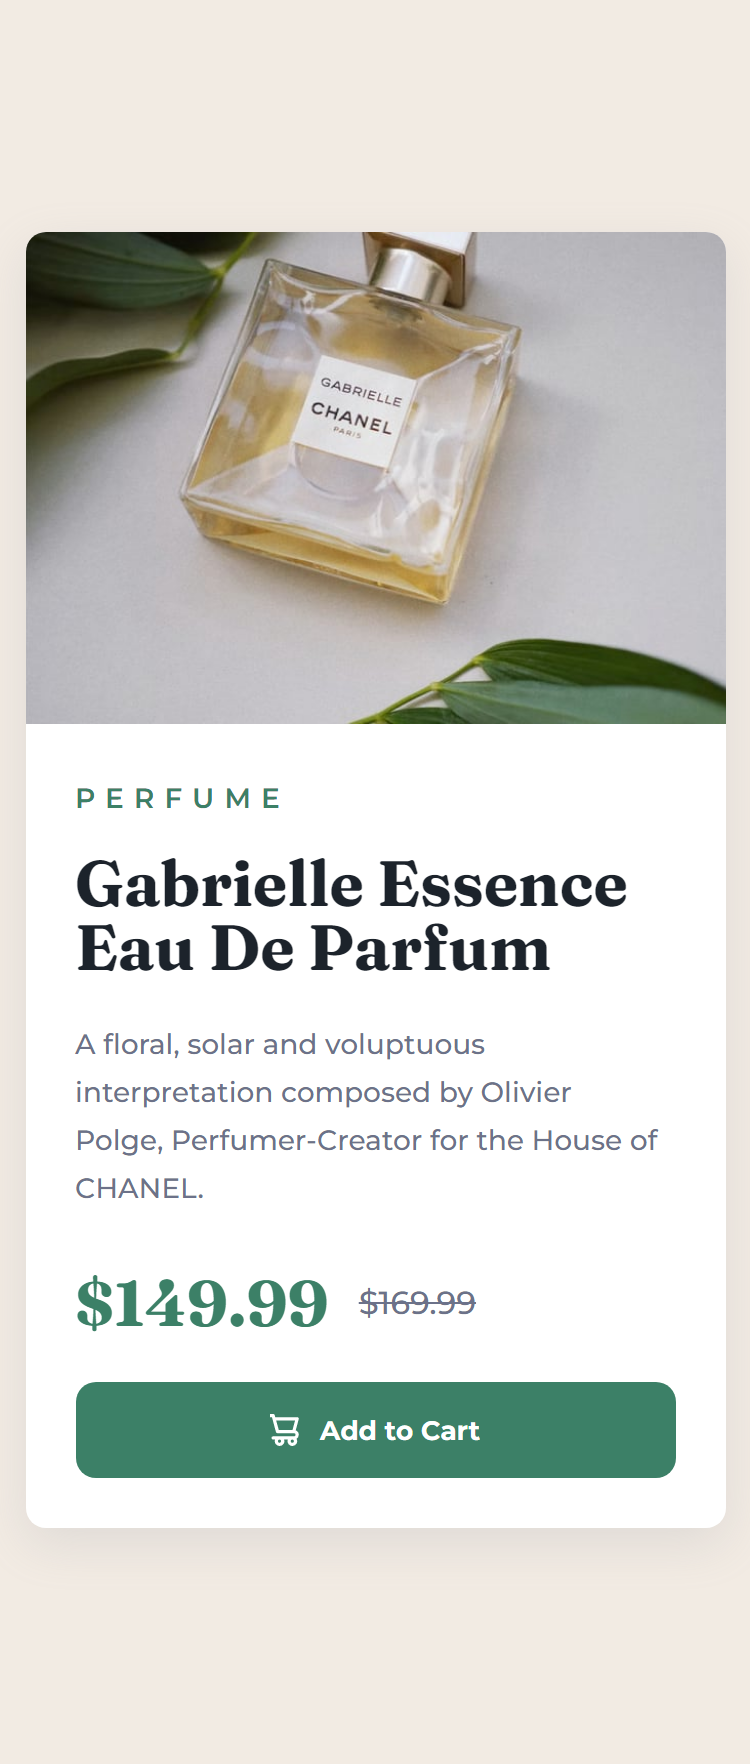 GABRIELLE
CHANEL
PARIS
PERFUME
Gabrielle Essence
Eau De Parfum
A floral, solar and voluptuous
interpretation composed by Olivier
Polge, Perfumer-Creator for the House of
CHANEL.
$149.99 $169.99
Add to Cart